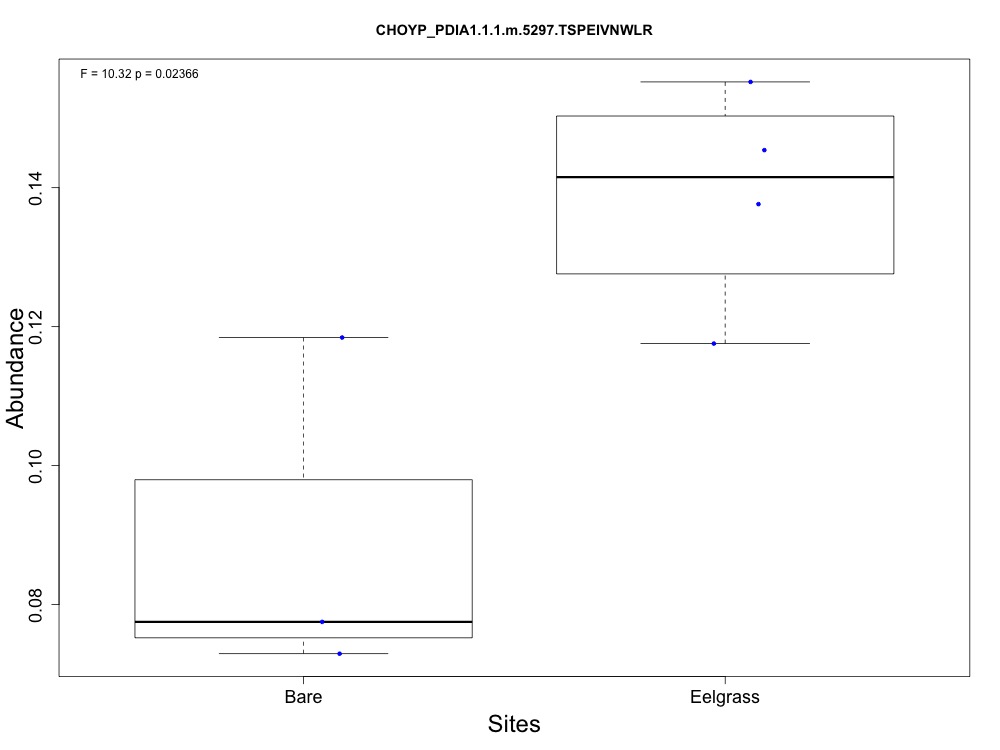 CHOYP_PDIA1.1.1.m.5297.TSPEIVNWLR
F = 10.32 p = 0.02366
0.14
0.12
0.10
0.08
Abundance
Bare
Eelgrass
Sites